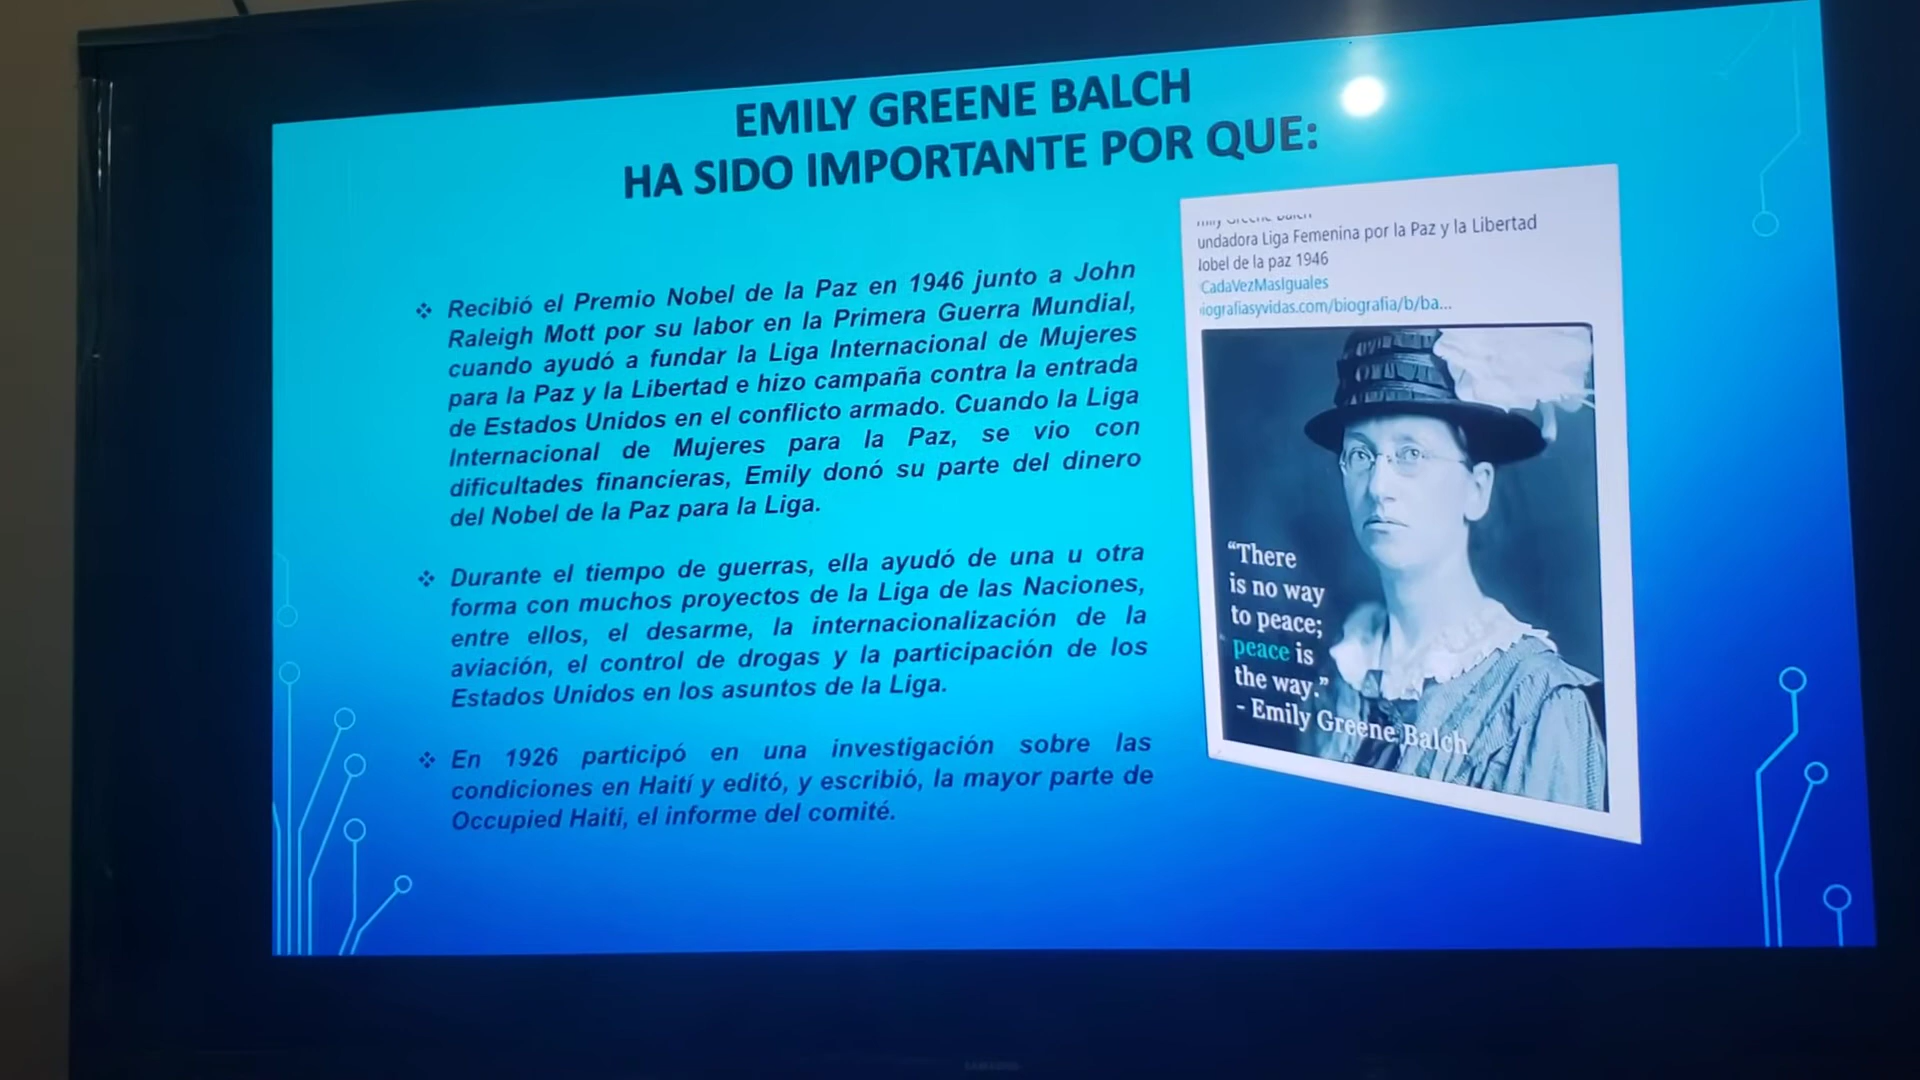 EMILY GREENE BALCH
HA SIDO IMPORTANTE POR QUE:
Recibió el Premio Nobel de la Paz en 1946 junto a John
Raleigh Mott por su labor en la Primera Guerra Mundial,
cuando ayudó a fundar la Liga Internacional de Mujeres
para la Paz y la Libertad e hizo campaña contra la entrada
de Estados Unidos en el conflicto armado. Cuando la Liga
Internacional de Mujeres para la Paz, se vio con
dificultades financieras, Emily donó su parte del dinero
del Nobel de la Paz para la Liga.
Durante el tiempo de guerras, ella ayudó de una u otra
forma con muchos proyectos de la Liga de las Naciones,
entre ellos, el desarme, la internacionalización de la
aviación, el control de drogas y la participación de los
Estados Unidos en los asuntos de la Liga.
En 1926 participó en una investigación sobre las
condiciones en Haití y editó, y escribió, la mayor parte de
Occupied Haití, el informe del comité.
mily Greene Balch
undadora Liga Femenina por la Paz y la Libertad
lobel de la paz 1946
CadaVezMasIguales
iografiasyvidas.com/biografia/b/ba...
“There
is no way
to peace;
peace is
the way.”
- Emily Greene Balch
SAMSUNG